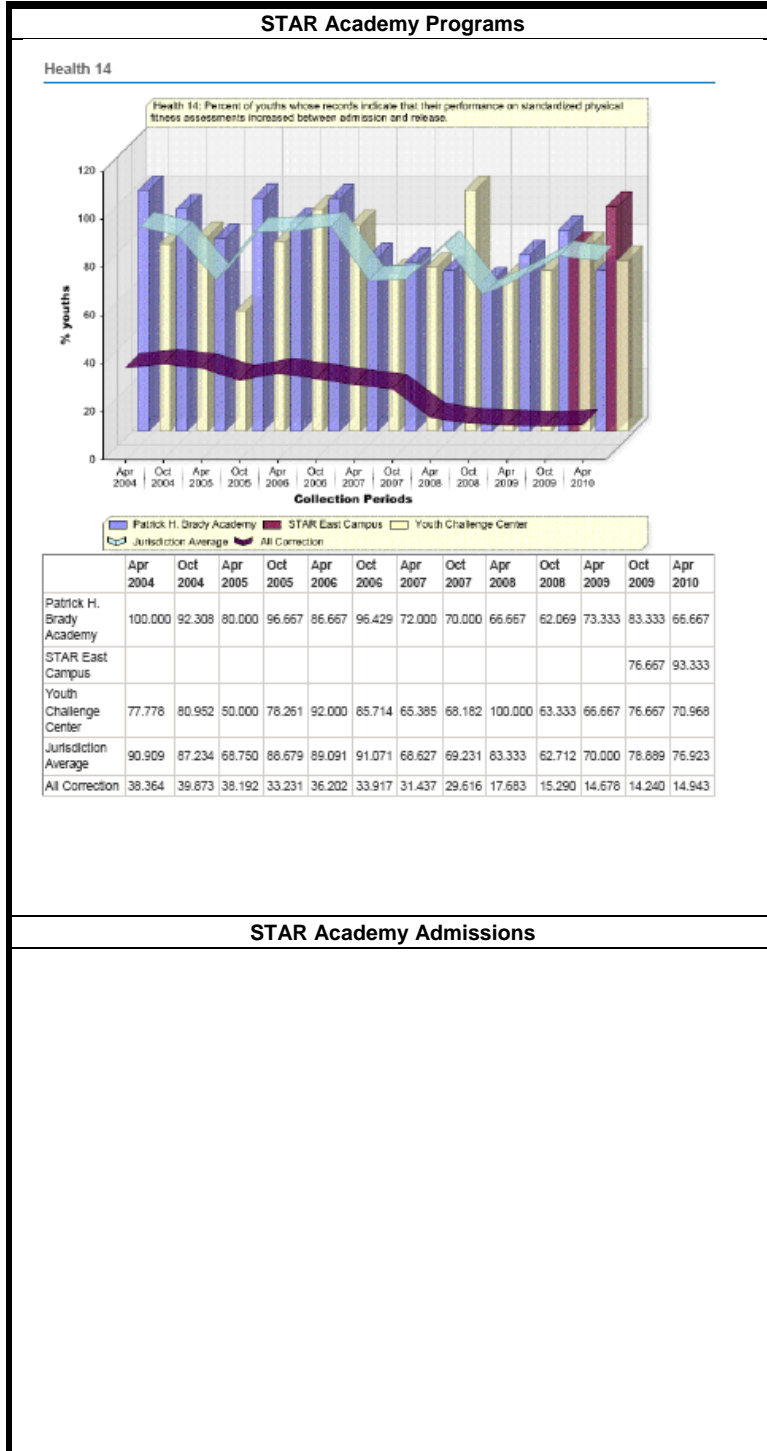 STAR Academy Programs
Health 14
Health 14: Percent of youths whose records indicate that their performance on standardized physical
fitness assessments increased between admission and release.
120
100
80
60
40
20
0
% youths
Apr Oct Apr Oct Apr Oct Apr Oct Apr Oct Apr Oct Apr
2004 2004 2005 2005 2006 2006 2007 2007 2008 2008 2009 2009 2010
Collection Periods
Patrick H. Brady Academy STAR East Campus Youth Challenge Center
Jurisdiction Average All Correction
Apr Oct Apr Oct Apr Oct Apr Oct Apr Oct Apr Oct Apr
2004 2004 2005 2005 2006 2006 2007 2007 2008 2008 2009 2009 2010
Patrick H.
Brady
Academy
100.000 92.308 80.000 96.667 86.667 96.429 72.000 70.000 66.667 62.069 73.333 83.333 66.667
STAR East
Campus
76.667 93.333
Youth
Challenge
Center
77.778 80.952 50.000 78.261 92.000 85.714 65.385 68.182 100.000 63.333 66.667 76.667 70.968
Jurisdiction
Average
90.909 87.234 68.750 88.679 89.091 91.071 68.627 69.231 83.333 62.712 70.000 78.889 76.923
All Correction 38.364 39.873 38.192 33.231 36.202 33.917 31.437 29.616 17.683 15.290 14.678 14.240 14.943
STAR Academy Admissions